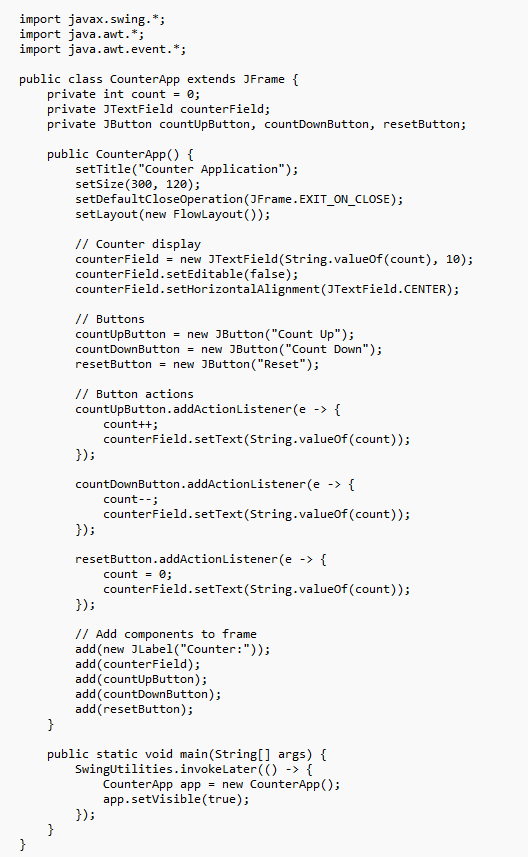 import javax.swing.*;
import java.awt.*;
import java.awt.event.*;

public class CounterApp extends JFrame {
    private int count = 0;
    private JTextField counterField;
    private JButton countUpButton, countDownButton, resetButton;

    public CounterApp() {
        setTitle("Counter Application");
        setSize(300, 120);
        setDefaultCloseOperation(JFrame.EXIT_ON_CLOSE);
        setLayout(new FlowLayout());

        // Counter display
        counterField = new JTextField(String.valueOf(count), 10);
        counterField.setEditable(false);
        counterField.setHorizontalAlignment(JTextField.CENTER);

        // Buttons
        countUpButton = new JButton("Count Up");
        countDownButton = new JButton("Count Down");
        resetButton = new JButton("Reset");

        // Button actions
        countUpButton.addActionListener(e -> {
            count++;
            counterField.setText(String.valueOf(count));
        });

        countDownButton.addActionListener(e -> {
            count--;
            counterField.setText(String.valueOf(count));
        });

        resetButton.addActionListener(e -> {
            count = 0;
            counterField.setText(String.valueOf(count));
        });

        // Add components to frame
        add(new JLabel("Counter:"));
        add(counterField);
        add(countUpButton);
        add(countDownButton);
        add(resetButton);
    }

    public static void main(String[] args) {
        SwingUtilities.invokeLater(() -> {
            CounterApp app = new CounterApp();
            app.setVisible(true);
        });
    }
}